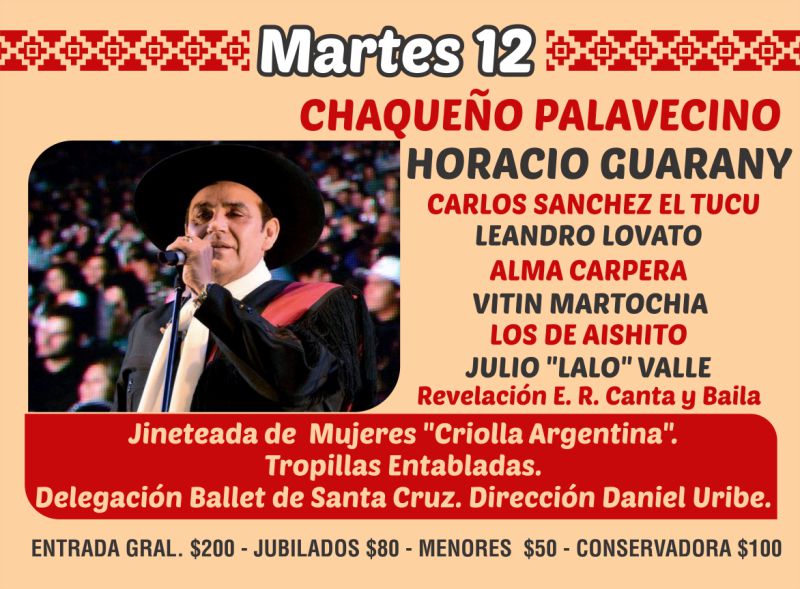 Martes 12
CHAQUEÑO PALAVECINO
HORACIO GUARANY
CARLOS SANCHEZ EL TUCU
LEANDRO LOVATO
ALMA CARPERA
VITIN MARTOCHIA
LOS DE AISHITO
JULIO "LALO" VALLE
Revelación E. R. Canta y Baila
Jineteada de Mujeres "Criolla Argentina".
Tropillas Entabladas.
Delegación Ballet de Santa Cruz. Dirección Daniel Uribe.
ENTRADA GRAL. $200 - JUBILADOS $80 - MENORES $50 - CONSERVADORA $100